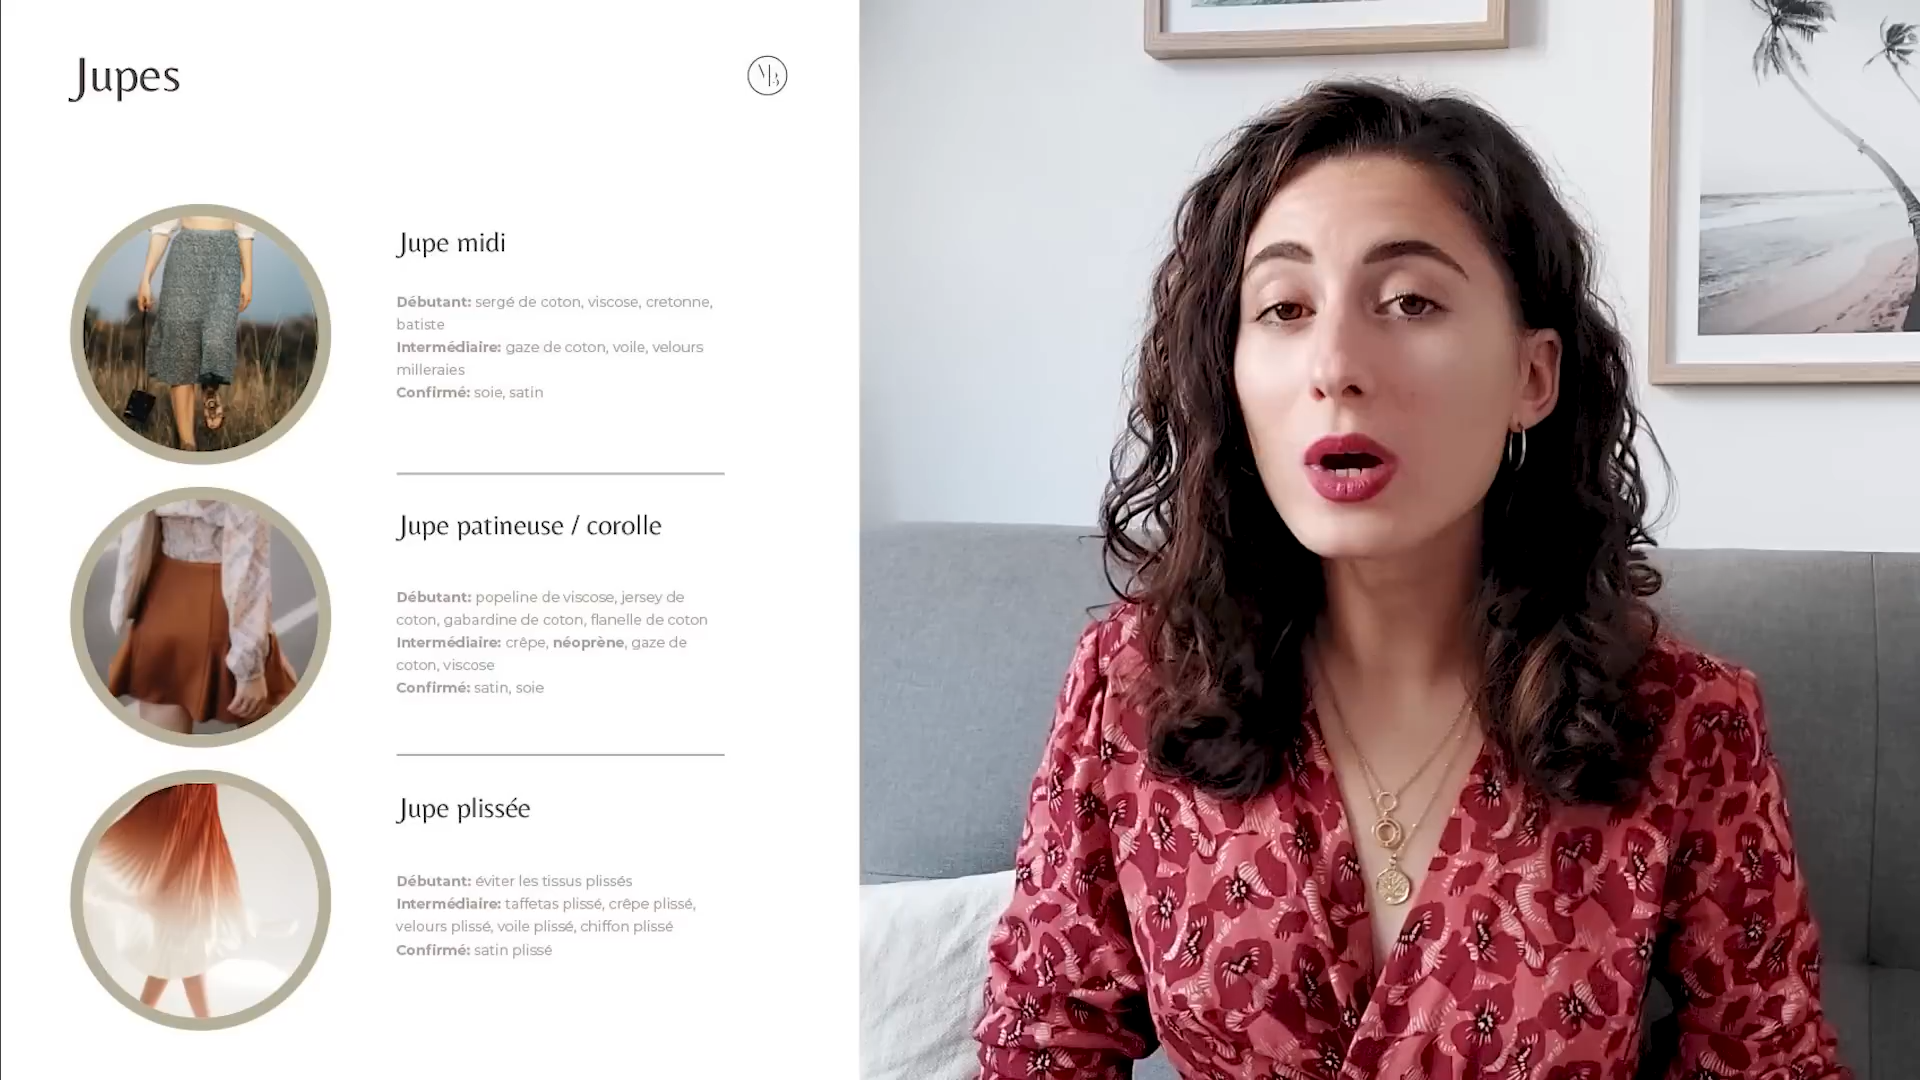 Jupes
MB
Jupe midi
Débutant: sergé de coton, viscose, cretonne,
batiste
Intermédiaire: gaze de coton, voile, velours
milleraies
Confirmé: soie, satin
Jupe patineuse / corolle
Débutant: popeline de viscose, jersey de
coton, gabardine de coton, flanelle de coton
Intermédiaire: crêpe, néoprène, gaze de
coton, viscose
Confirmé: satin, soie
Jupe plissée
Débutant: éviter les tissus plissés
Intermédiaire: taffetas plissé, crêpe plissé,
velours plissé, voile plissé, chiffon plissé
Confirmé: satin plissé